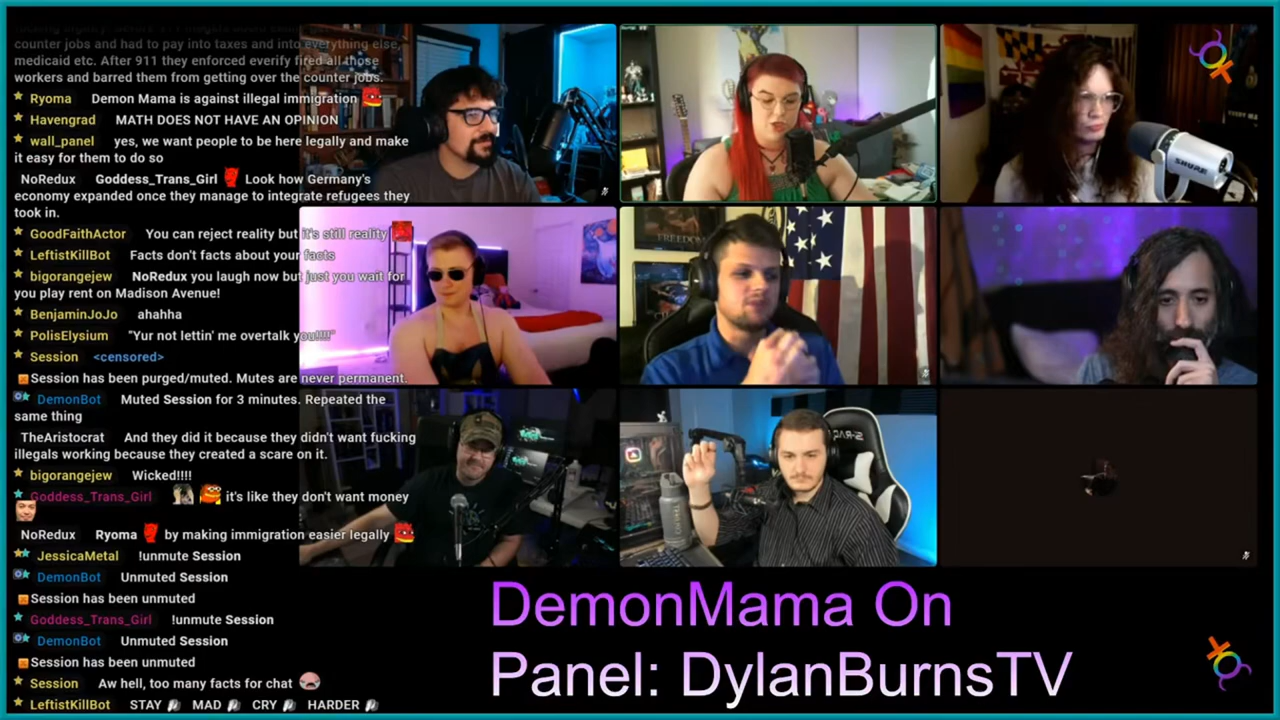 counter jobs and had to pay into taxes and into everything else,
medicaid etc. After 911 they enforced everify fired all those
workers and barred them from getting over the counter jobs.
Ryoma Demon Mama is against illegal immigration
Havengrad MATH DOES NOT HAVE AN OPINION
wall_panel yes, we want people to be here legally and make
it easy for them to do so
NoRedux Goddess_Trans_Girl Look how Germany's
economy expanded once they manage to integrate refugees they
took in.
GoodFaithActor You can reject reality but it's still reality
LeftistKillBot Facts don't facts about your facts
bigorangejew NoRedux you laugh now but just you wait for
you play rent on Madison Avenue!
BenjaminJoJo ahahha
PolisElysium "Yur not lettin' me overtalk you!!!!"
Session <censored>
Session has been purged/muted. Mutes are never permanent.
DemonBot Muted Session for 3 minutes. Repeated the
same thing
TheAristocrat And they did it because they didn't want fucking
illegals working because they created a scare on it.
bigorangejew Wicked!!!!
Goddess_Trans_Girl it's like they don't want money
NoRedux Ryoma by making immigration easier legally
JessicaMetal !unmute Session
DemonBot Unmuted Session
Session has been unmuted
Goddess_Trans_Girl !unmute Session
DemonBot Unmuted Session
Session has been unmuted
Session Aw hell, too many facts for chat
LeftistKillBot STAY MAD CRY HARDER
FREEDOM
SHURE
DemonMama On
Panel: DylanBurnsTV